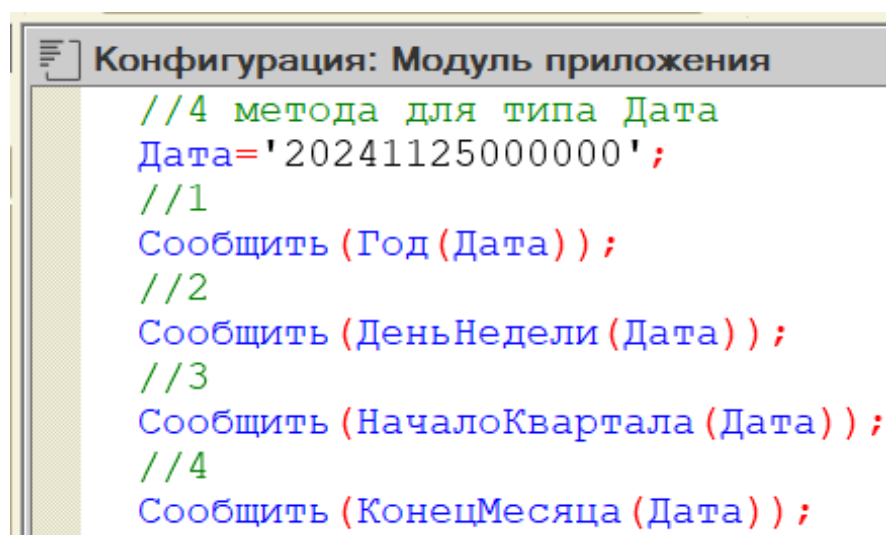 Конфигурация: Модуль приложения
//4 метода для типа Дата
Дата='20241125000000';
//1
Сообщить(Год(Дата));
//2
Сообщить(ДеньНедели(Дата));
//3
Сообщить(НачалоКвартала(Дата));
//4
Сообщить(КонецМесяца(Дата));